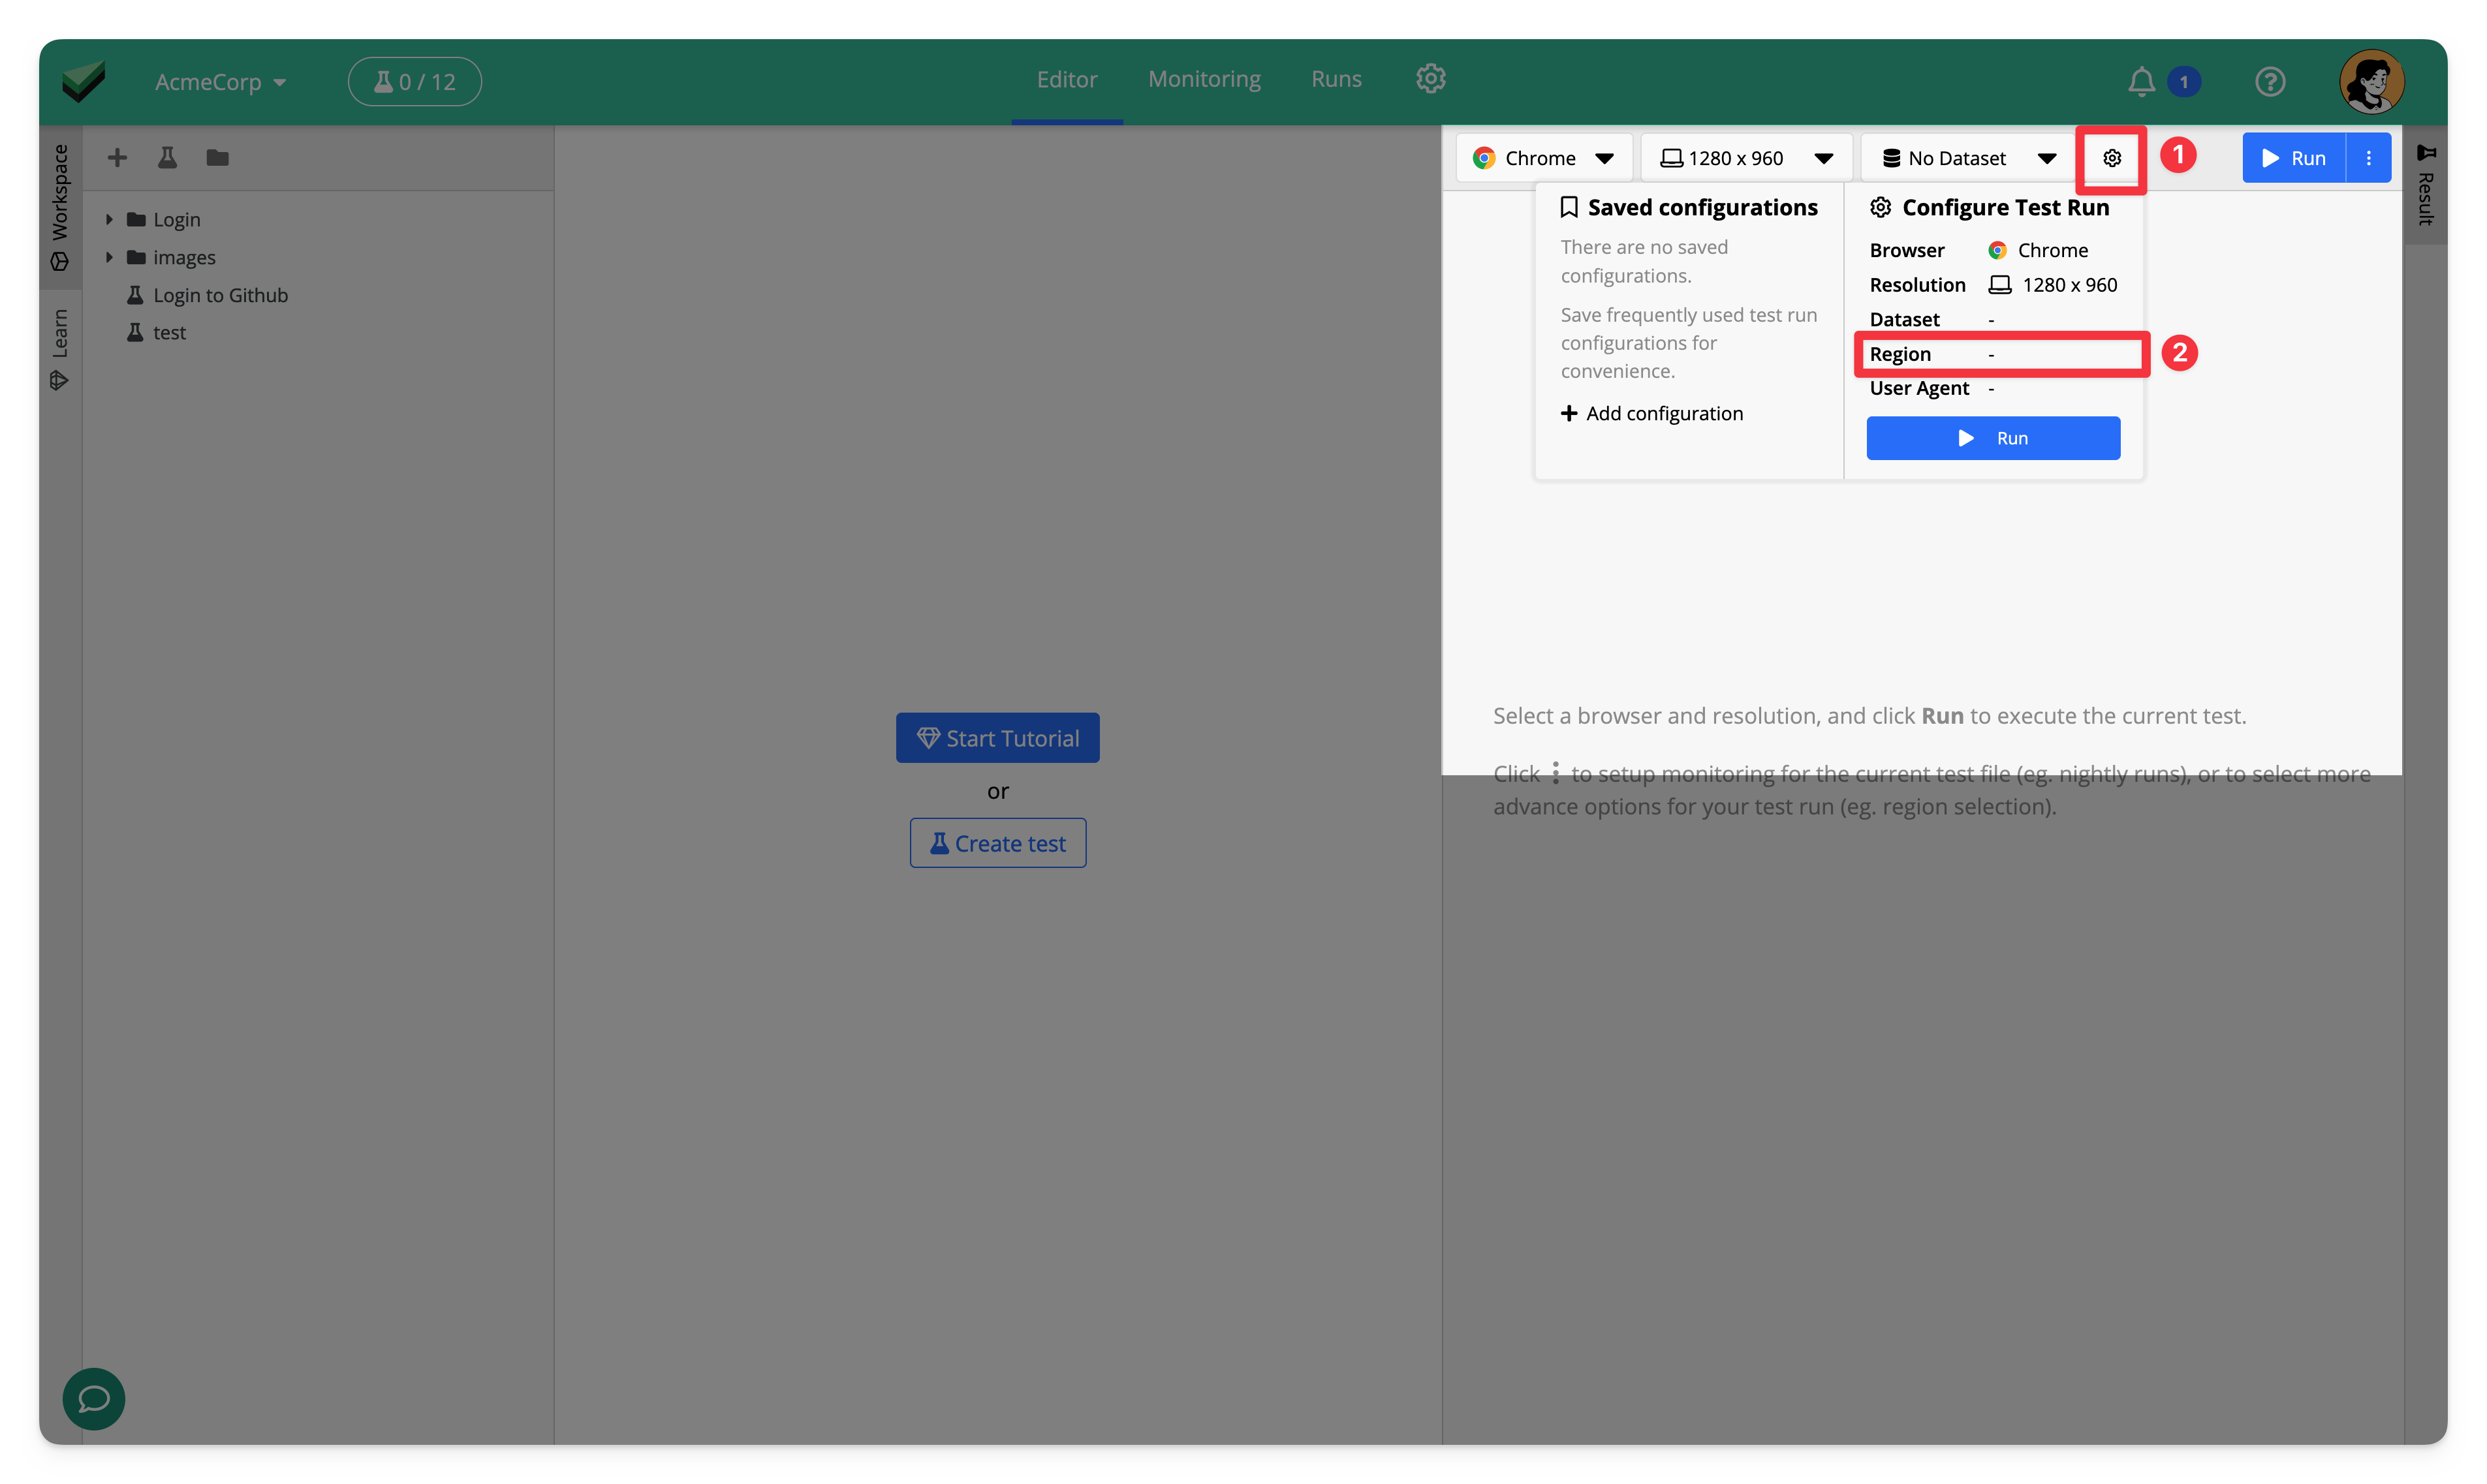 AcmeCorp
0 / 12
Editor
Monitoring
Runs
1
Workspace
Learn
Login
images
Login to Github
test
Start Tutorial
or
Create test
Chrome
1280 x 960
No Dataset
1
Run
Result
Saved configurations
There are no saved
configurations.
Save frequently used test run
configurations for
convenience.
Add configuration
Configure Test Run
Browser Chrome
Resolution 1280 x 960
Dataset -
Region -
2
User Agent -
Run
Select a browser and resolution, and click Run to execute the current test.
Click ⋮ to setup monitoring for the current test file (eg. nightly runs), or to select more
advance options for your test run (eg. region selection).